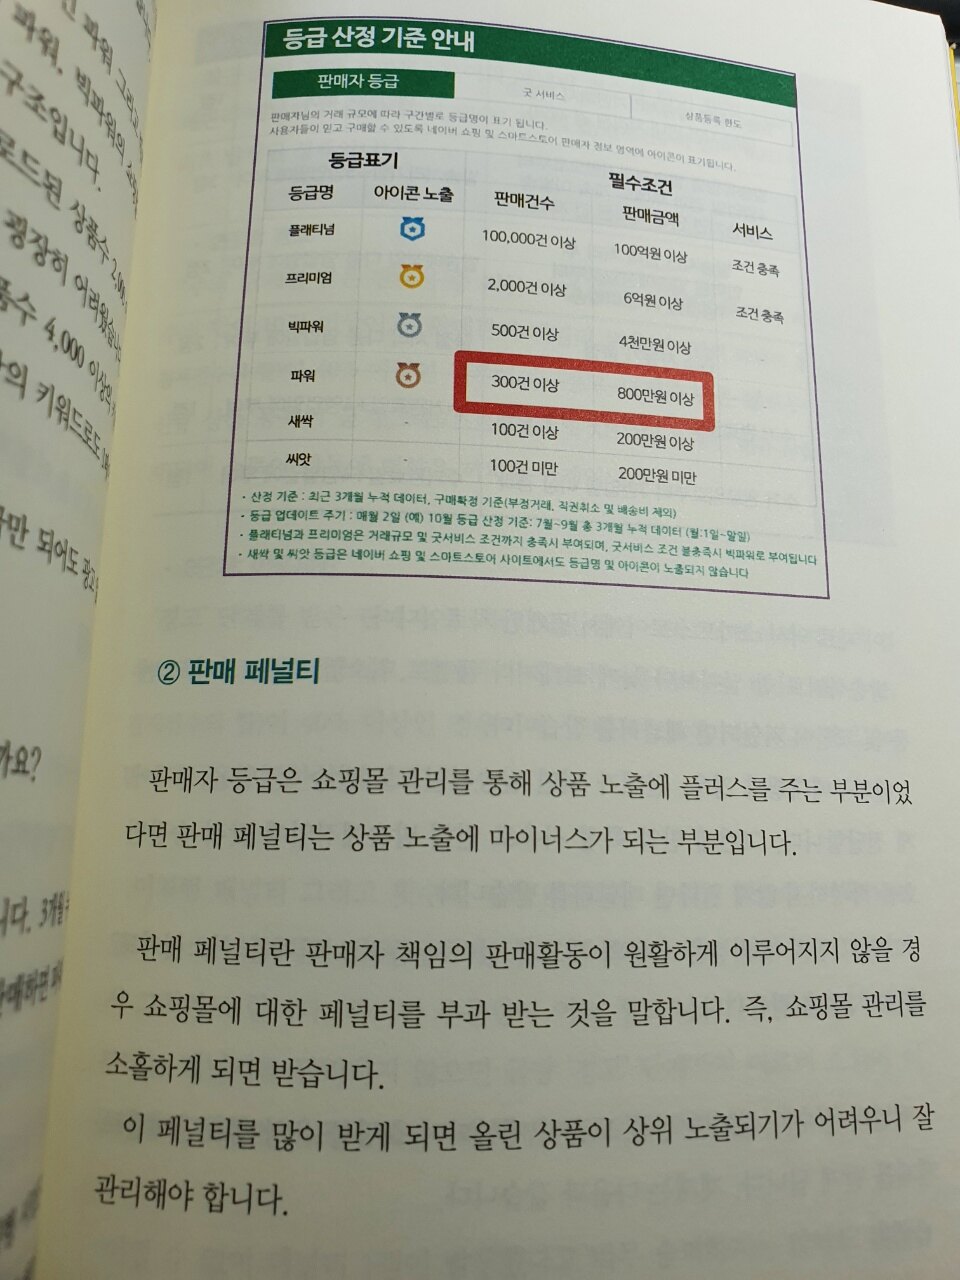 등급 산정 기준 안내
판매자 등급 굿 서비스 상품등록 한도
판매자님의 거래 규모에 따라 구간별로 등급명이 표기 됩니다.
사용자들이 믿고 구매할 수 있도록 네이버 쇼핑 및 스마트스토어 판매자 정보 영역에 아이콘이 표기됩니다.
등급표기 필수조건
등급명 아이콘 노출 판매건수 판매금액 서비스
플래티넘 100,000건 이상 100억원 이상 조건 충족
프리미엄 2,000건 이상 6억원 이상 조건 충족
빅파워 500건 이상 4천만원 이상
파워 300건 이상 800만원 이상
새싹 - 100건 이상 200만원 이상
씨앗 - 100건 미만 200만원 미만
· 산정 기준 : 최근 3개월 누적 데이터, 구매확정 기준(부정거래, 직권취소 및 배송비 제외)
· 등급 업데이트 주기 : 매월 2일 (예) 10월 등급 산정 기준: 7월~9월 총 3개월 누적 데이터 (월:1일~말일)
· 플래티넘과 프리미엄은 거래규모 및 굿서비스 조건까지 충족시 부여되며, 굿서비스 조건 불충족시 빅파워로 부여됩니다
· 새싹 및 씨앗 등급은 네이버 쇼핑 및 스마트스토어 사이트에서도 등급명 및 아이콘이 노출되지 않습니다
② 판매 페널티
판매자 등급은 쇼핑몰 관리를 통해 상품 노출에 플러스를 주는 부분이었
다면 판매 페널티는 상품 노출에 마이너스가 되는 부분입니다.
판매 페널티란 판매자 책임의 판매활동이 원활하게 이루어지지 않을 경
우 쇼핑몰에 대한 페널티를 부과 받는 것을 말합니다. 즉, 쇼핑몰 관리를
소홀하게 되면 받습니다.
이 페널티를 많이 받게 되면 올린 상품이 상위 노출되기가 어려우니 잘
관리해야 합니다.